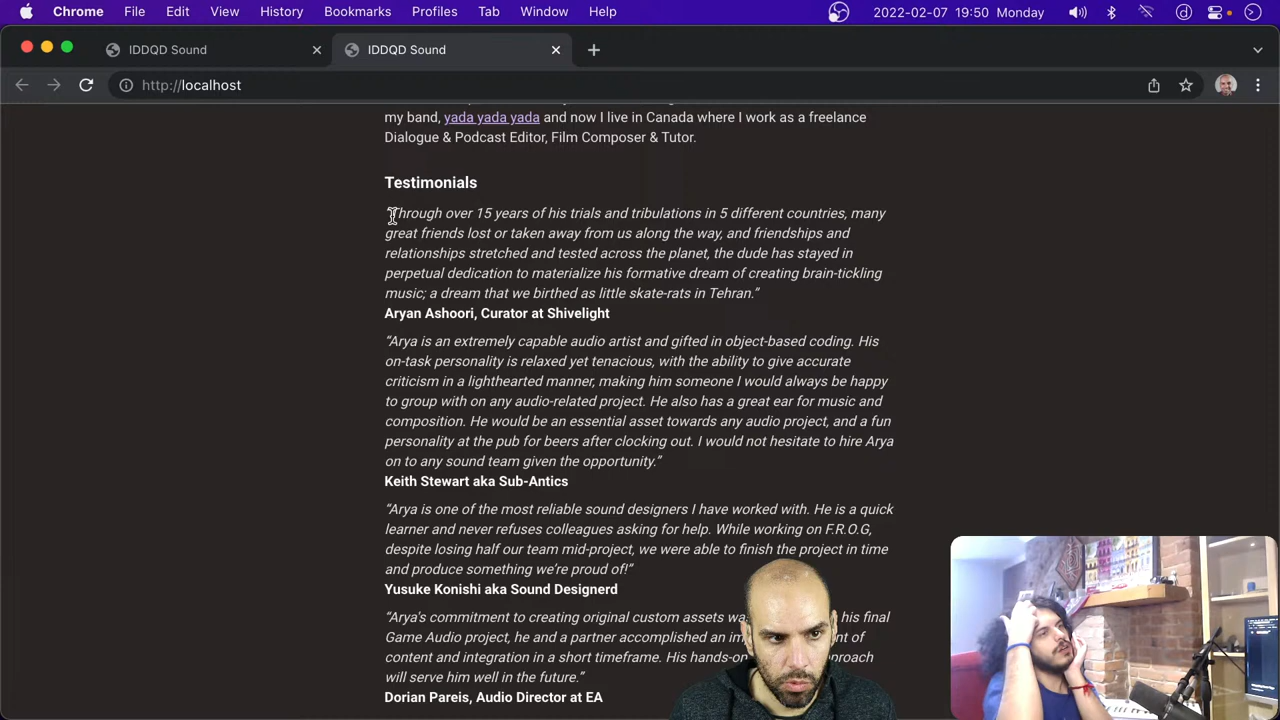 Chrome File Edit View History Bookmarks Profiles Tab Window Help 2022-02-07 19:50 Monday
IDDQD Sound IDDQD Sound
http://localhost
my band, yada yada yada and now I live in Canada where I work as a freelance
Dialogue & Podcast Editor, Film Composer & Tutor.
Testimonials
“Through over 15 years of his trials and tribulations in 5 different countries, many
great friends lost or taken away from us along the way, and friendships and
relationships stretched and tested across the planet, the dude has stayed in
perpetual dedication to materialize his formative dream of creating brain-tickling
music; a dream that we birthed as little skate-rats in Tehran.”
Aryan Ashoori, Curator at Shivelight
“Arya is an extremely capable audio artist and gifted in object-based coding. His
on-task personality is relaxed yet tenacious, with the ability to give accurate
criticism in a lighthearted manner, making him someone I would always be happy
to group with on any audio-related project. He also has a great ear for music and
composition. He would be an essential asset towards any audio project, and a fun
personality at the pub for beers after clocking out. I would not hesitate to hire Arya
on to any sound team given the opportunity.”
Keith Stewart aka Sub-Antics
“Arya is one of the most reliable sound designers I have worked with. He is a quick
learner and never refuses colleagues asking for help. While working on F.R.O.G,
despite losing half our team mid-project, we were able to finish the project in time
and produce something we’re proud of!”
Yusuke Konishi aka Sound Designerd
“Arya's commitment to creating original custom assets his final
Game Audio project, he and a partner accomplished an of
content and integration in a short timeframe. His hands-on
will serve him well in the future.”
Dorian Pareis, Audio Director at EA